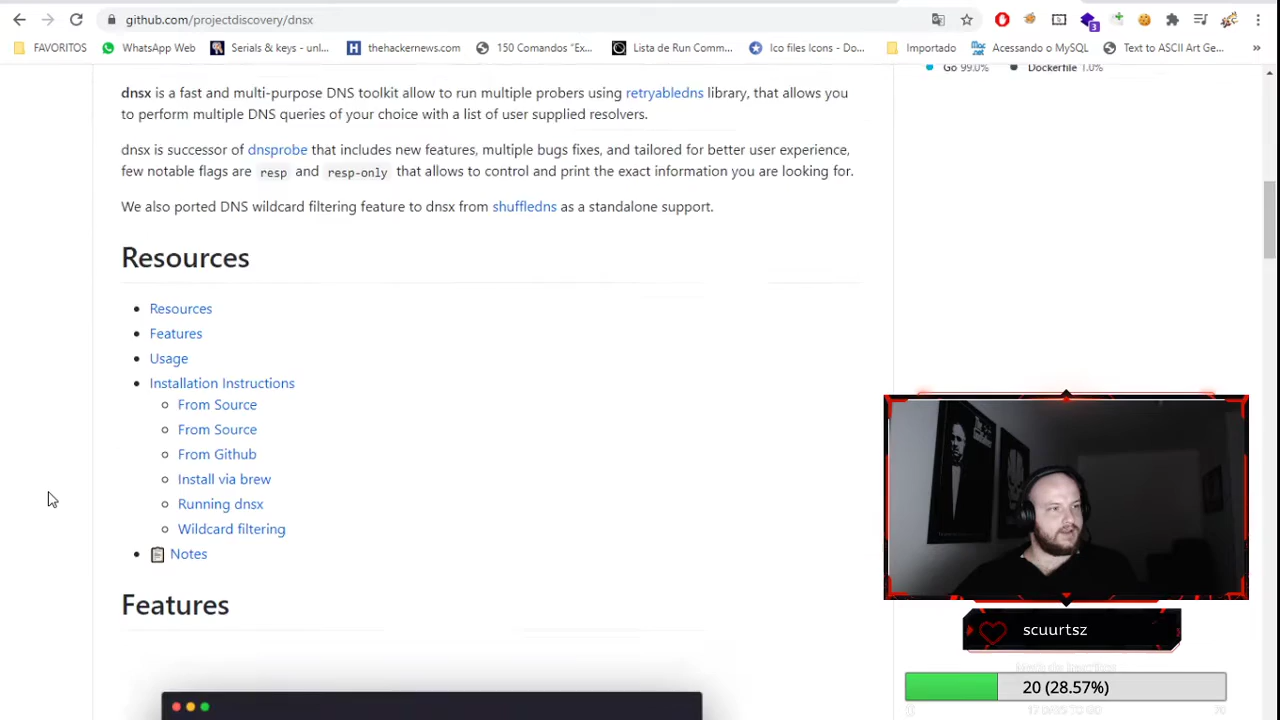 github.com/projectdiscovery/dnsx
3
FAVORITOS
WhatsApp Web
Serials & keys - unl...
thehackernews.com
150 Comandos "Ex...
Lista de Run Comm...
Ico files Icons - Do...
Importado
Acessando o MySQL
Text to ASCII Art Ge...
»
Go 99.0%
Dockerfile 1.0%
dnsx is a fast and multi-purpose DNS toolkit allow to run multiple probers using retryabledns library, that allows you
to perform multiple DNS queries of your choice with a list of user supplied resolvers.
dnsx is successor of dnsprobe that includes new features, multiple bugs fixes, and tailored for better user experience,
few notable flags are resp and resp-only that allows to control and print the exact information you are looking for.
We also ported DNS wildcard filtering feature to dnsx from shuffledns as a standalone support.
Resources
Resources
Features
Usage
Installation Instructions
From Source
From Source
From Github
Install via brew
Running dnsx
Wildcard filtering
Notes
Features
scuurtsz
20 (28.57%)